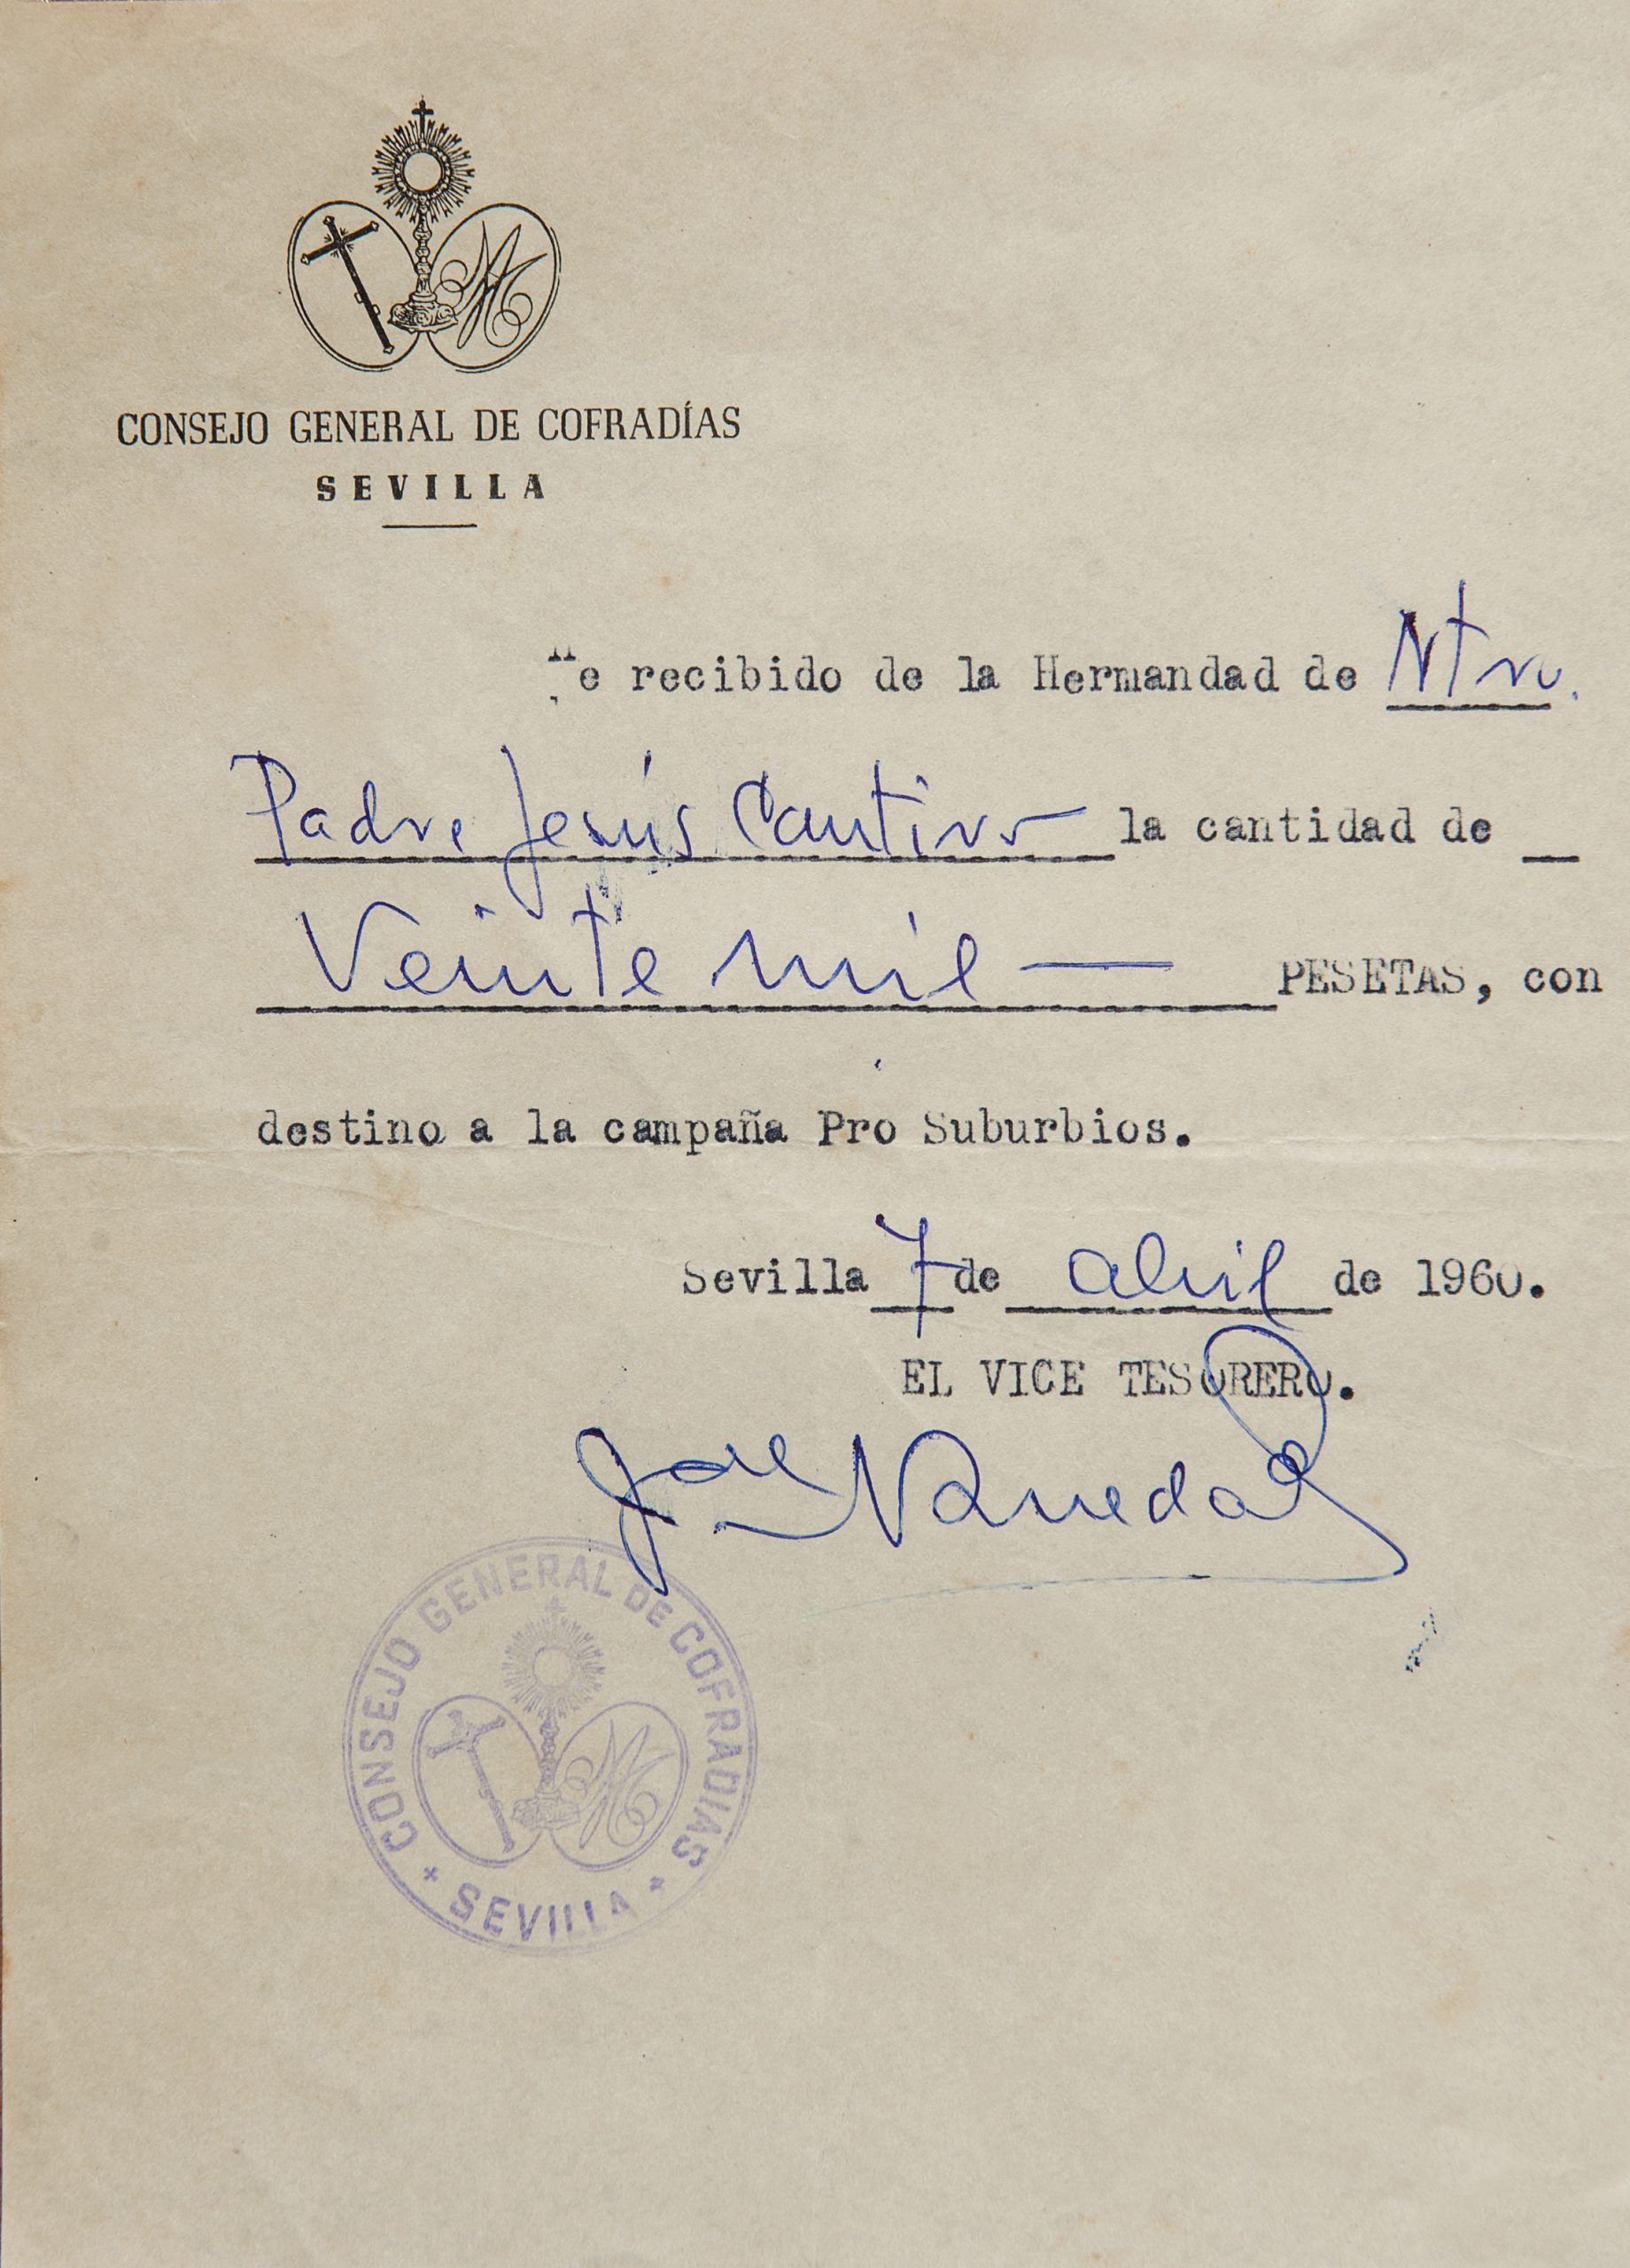 CONSEJO GENERAL DE COFRADÍAS
SEVILLA
He recibido de la Hermandad de Ntro.
Padre Jesús Cautivo la cantidad de
Veinte mil — PESETAS, con
destino a la campaña Pro Suburbios.
Sevilla 7 de abril de 1960.
EL VICE TESORERO.
José
CONSEJO GENERAL DE COFRADIAS
SEVILLA